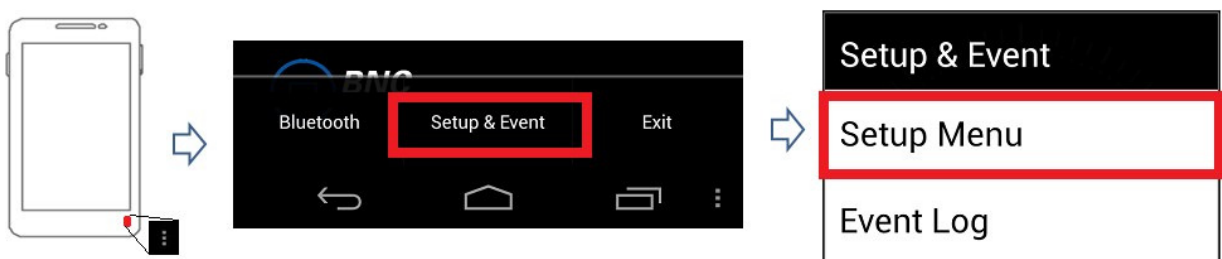 BNC
Bluetooth
Setup & Event
Exit
Setup & Event
Setup Menu
Event Log